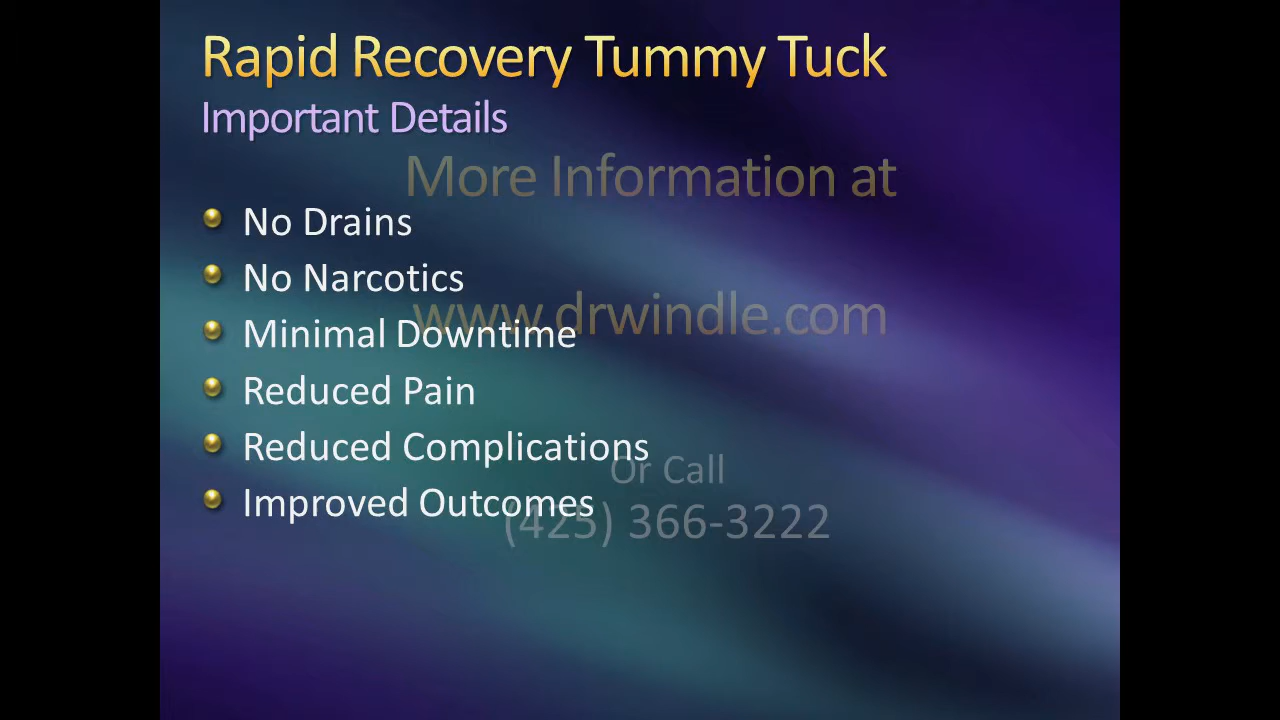 Rapid Recovery Tummy Tuck
Important Details
More Information at
No Drains
No Narcotics
www.drwindle.com
Minimal Downtime
Reduced Pain
Reduced Complications
Or Call
Improved Outcomes
(425) 366-3222